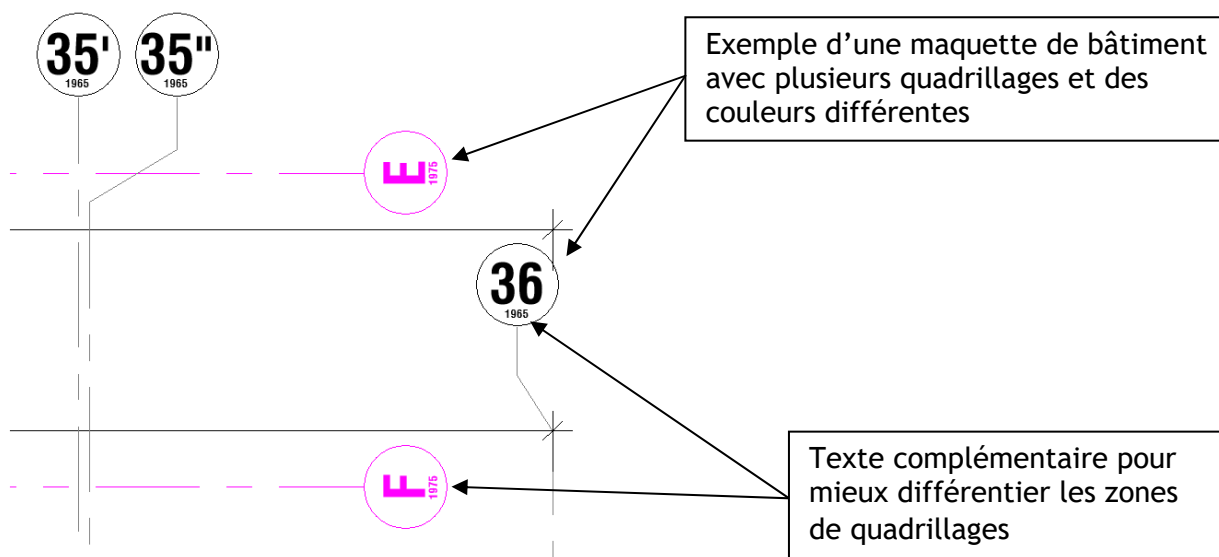 35'
1965
35"
1965
Exemple d’une maquette de bâtiment
avec plusieurs quadrillages et des
couleurs différentes
E
1975
36
1965
F
1975
Texte complémentaire pour
mieux différentier les zones
de quadrillages